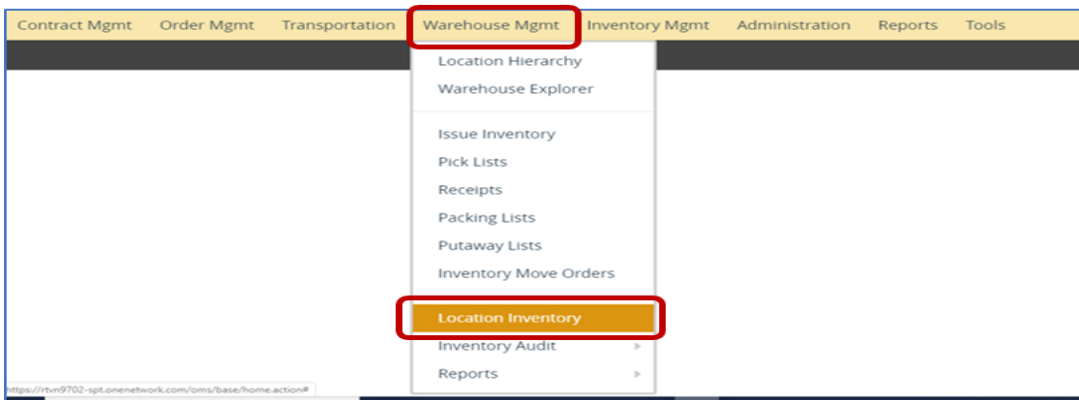 Contract Mgmt Order Mgmt Transportation Warehouse Mgmt Inventory Mgmt Administration Reports Tools
Location Hierarchy
Warehouse Explorer
Issue Inventory
Pick Lists
Receipts
Packing Lists
Putaway Lists
Inventory Move Orders
Location Inventory
Inventory Audit
Reports
https://rtvn9702-spt.onenetwork.com/oms/base/home.action#